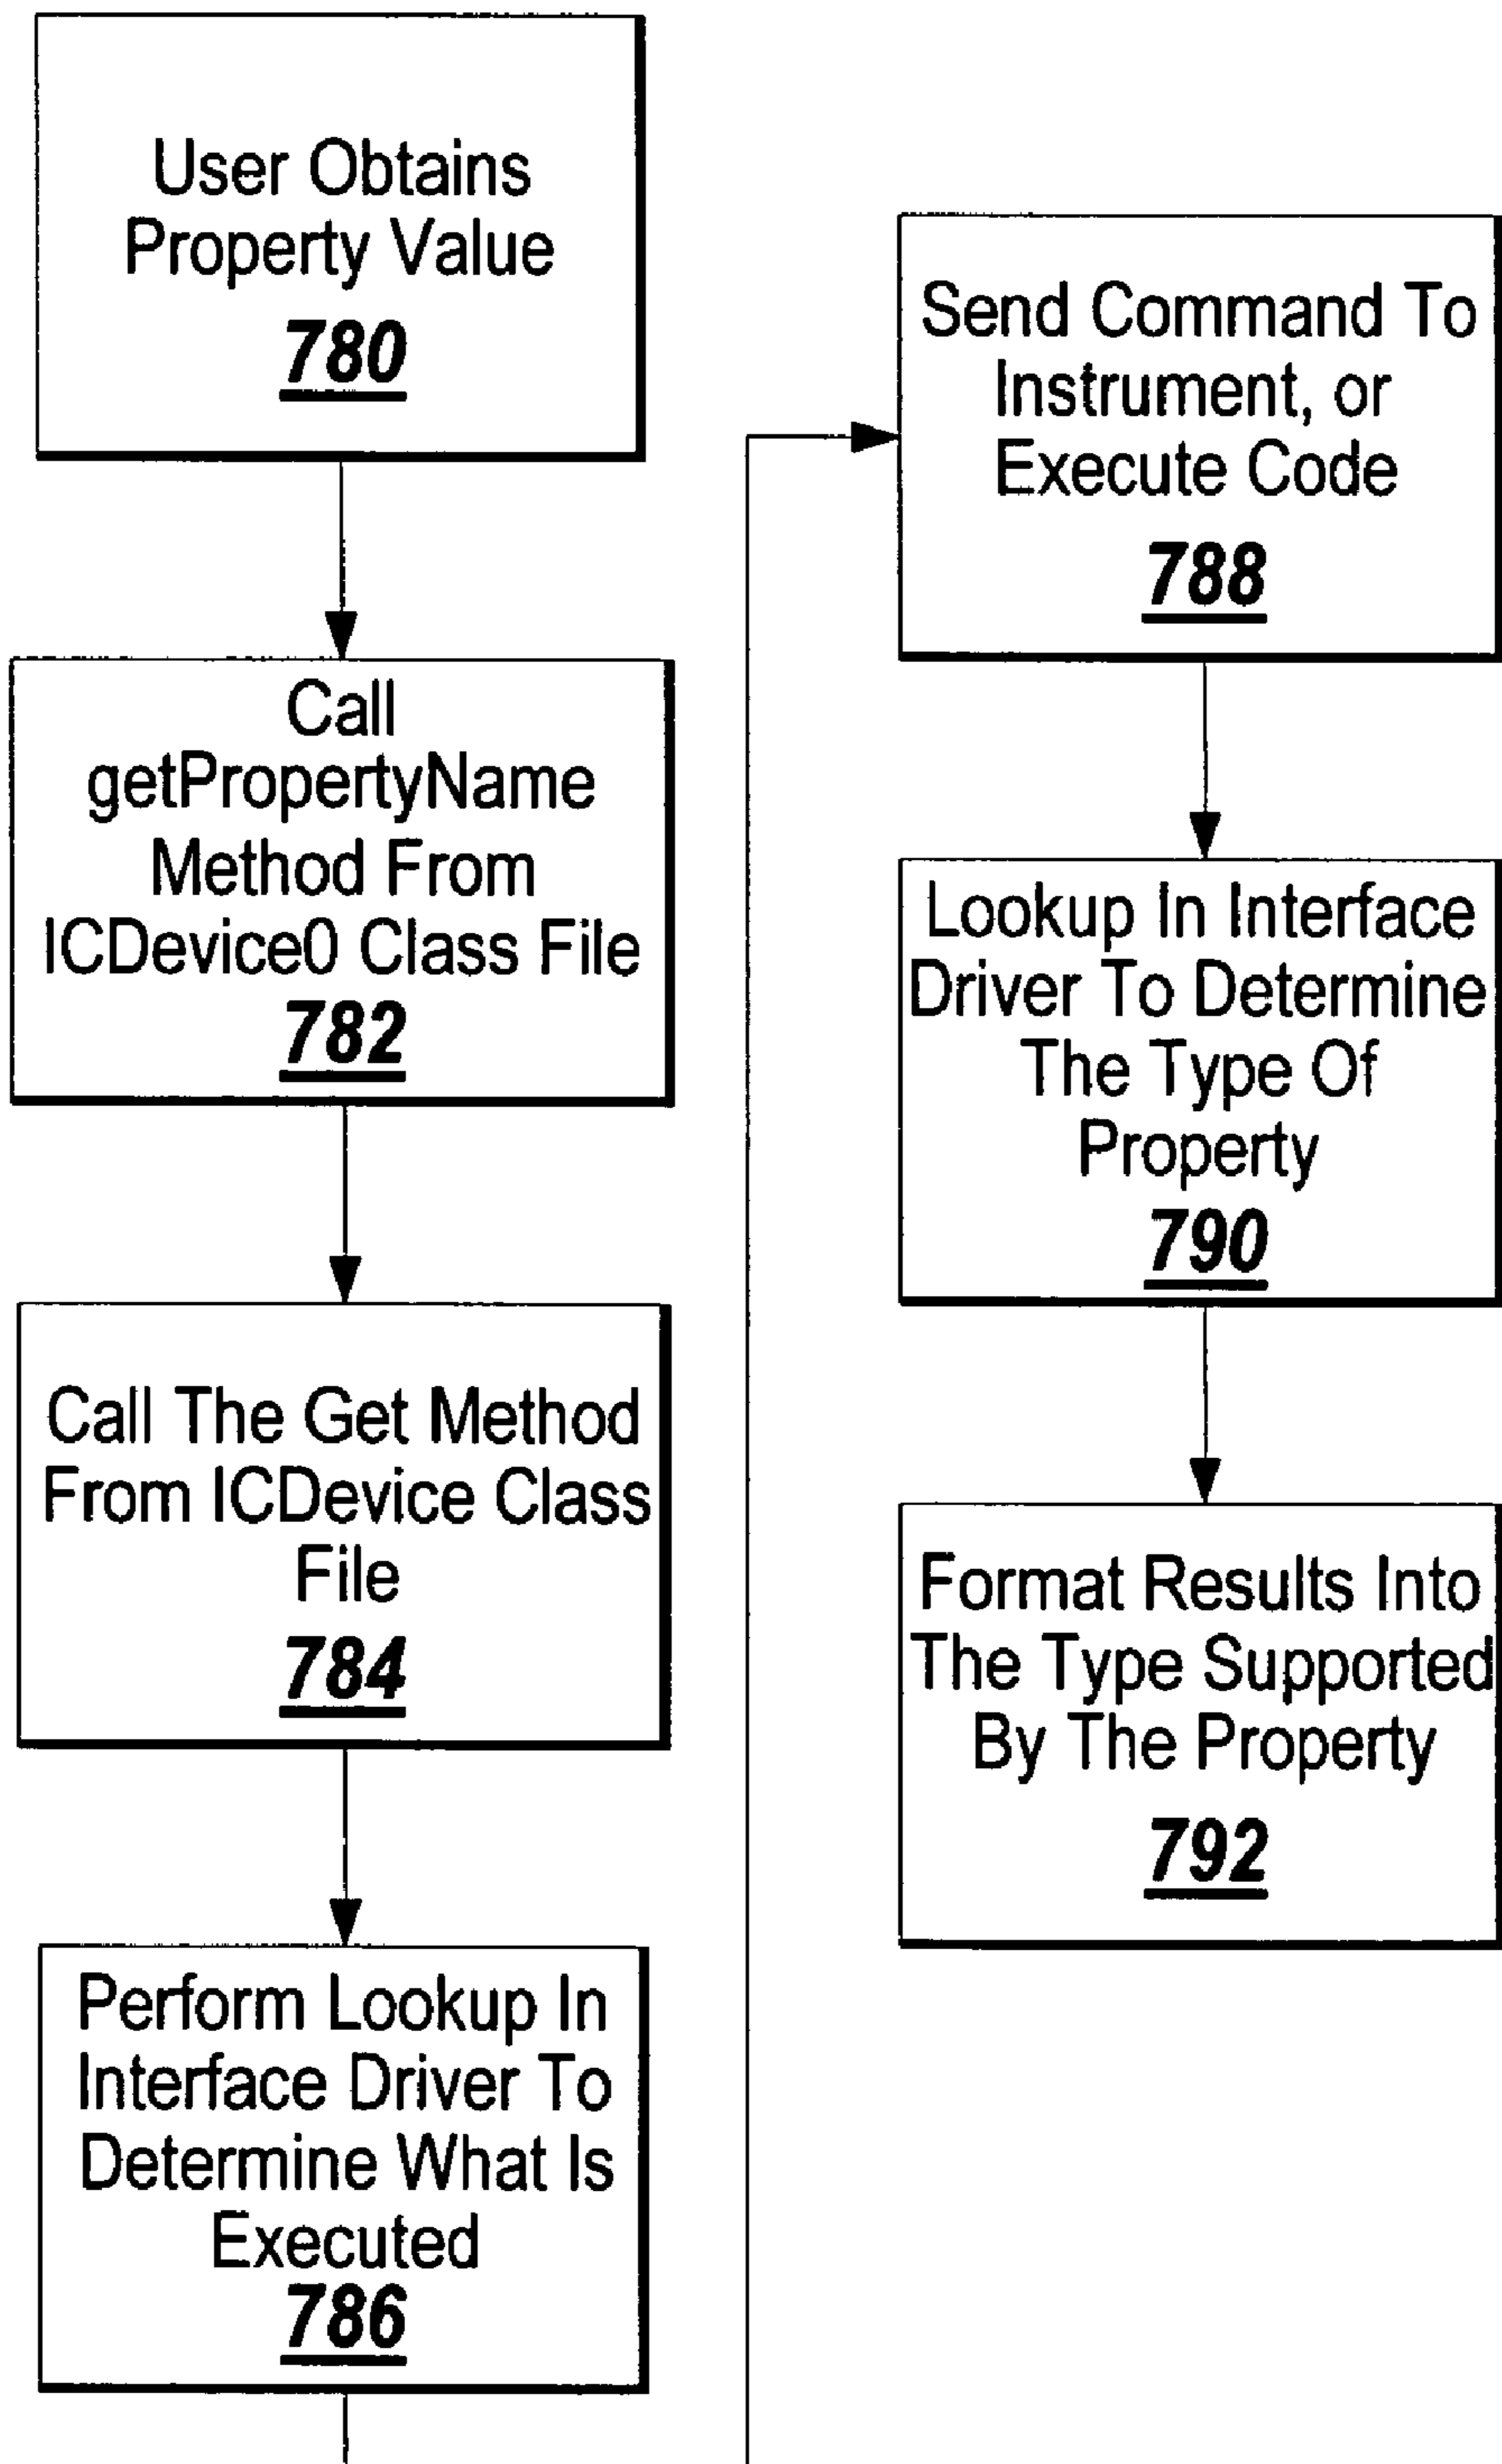 User Obtains
Property Value
780
Call
getPropertyName
Method From
ICDevice0 Class File
782
Call The Get Method
From ICDevice Class
File
784
Perform Lookup In
Interface Driver To
Determine What Is
Executed
786
Send Command To
Instrument, or
Execute Code
788
Lookup In Interface
Driver To Determine
The Type Of
Property
790
Format Results Into
The Type Supported
By The Property
792